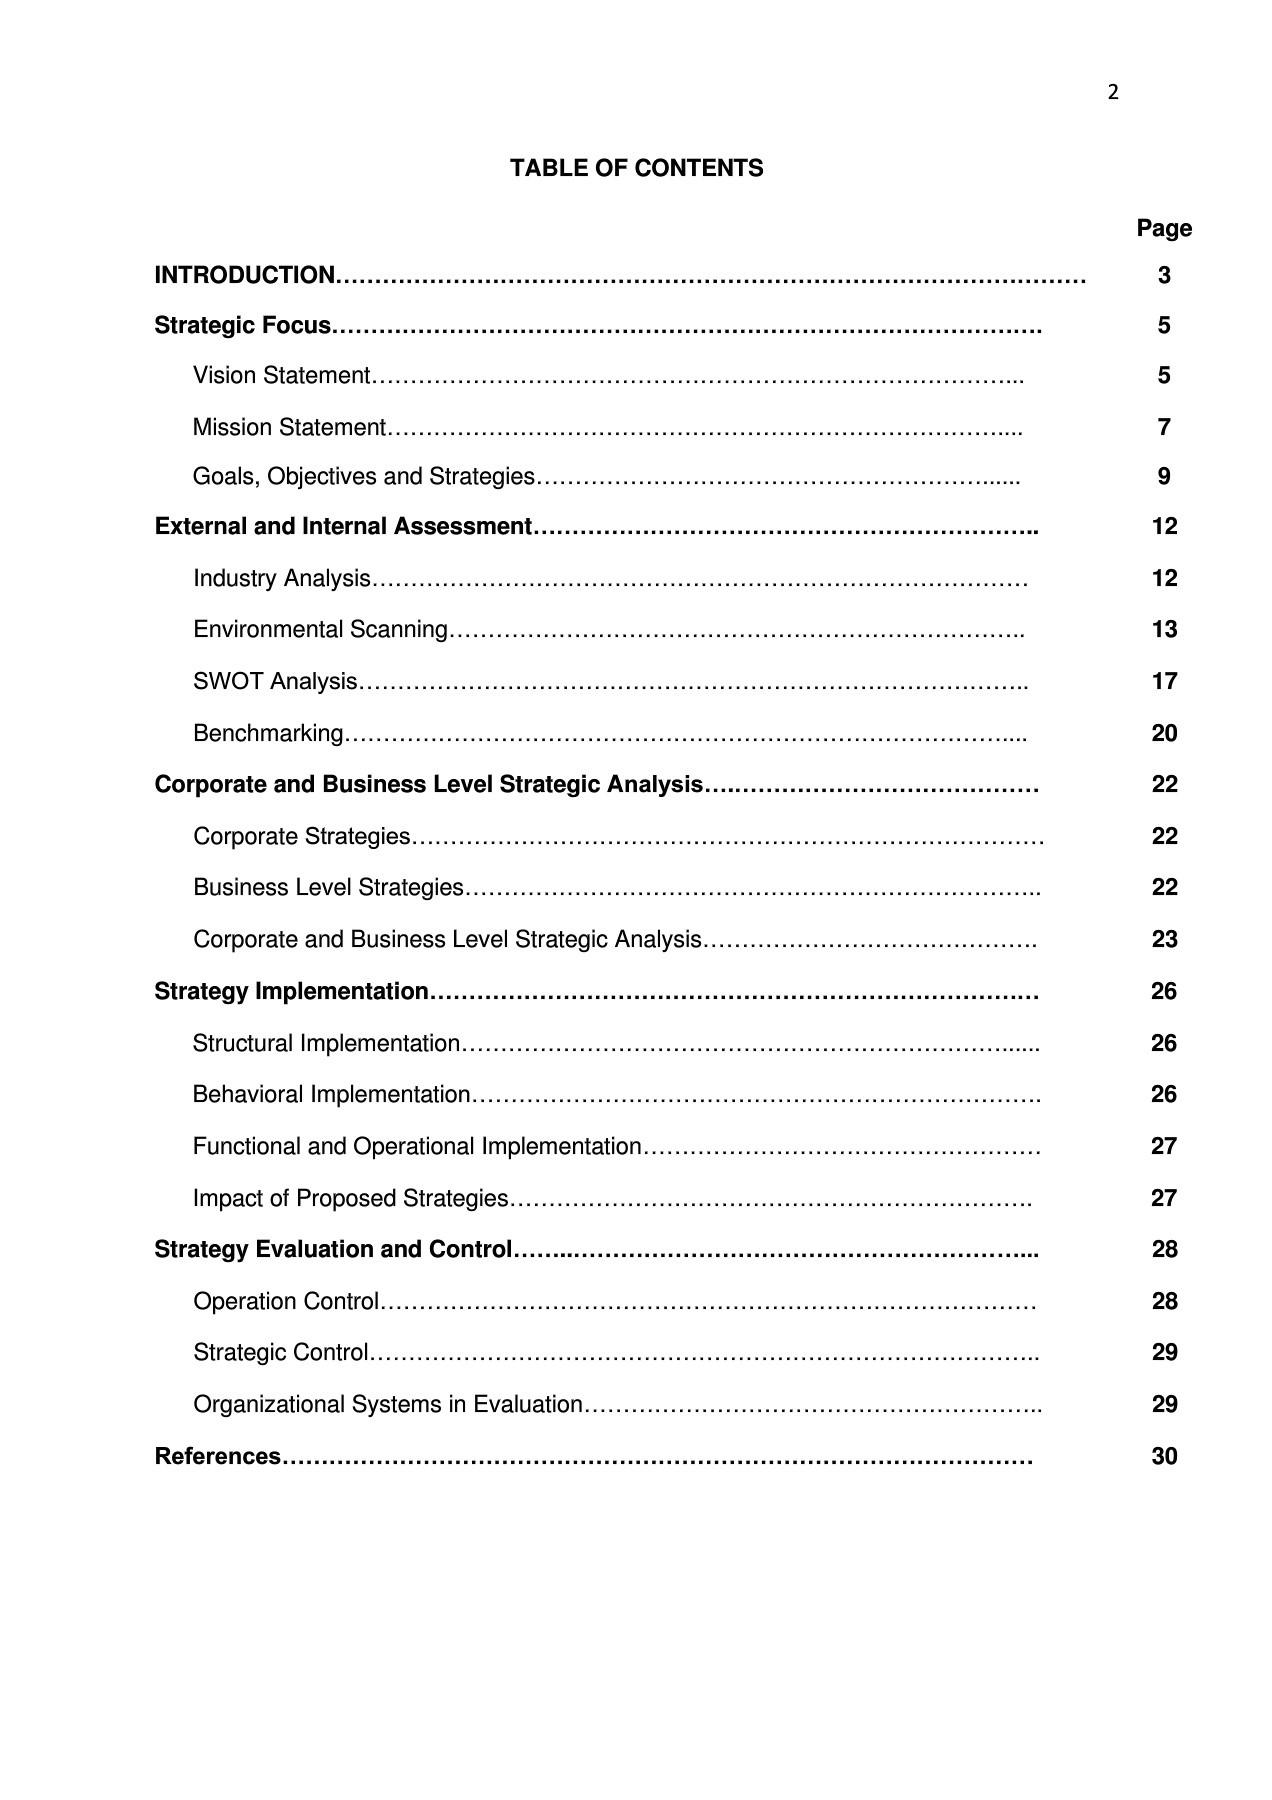 2
TABLE OF CONTENTS
Page
INTRODUCTION…………………………………………………………………………………… 3
Strategic Focus………………………………………………………………………………. 5
Vision Statement………………………………………………………………………... 5
Mission Statement…………………………………………………………………….... 7
Goals, Objectives and Strategies…………………………………………………...... 9
External and Internal Assessment……………………………………………………….. 12
Industry Analysis………………………………………………………………………… 12
Environmental Scanning……………………………………………………………….. 13
SWOT Analysis………………………………………………………………………….. 17
Benchmarking………………………………………………………………………….... 20
Corporate and Business Level Strategic Analysis….………………………………… 22
Corporate Strategies……………………………………………………………………… 22
Business Level Strategies……………………………………………………………….. 22
Corporate and Business Level Strategic Analysis……………………………………. 23
Strategy Implementation……………………………………………………………………. 26
Structural Implementation……………………………………………………………...... 26
Behavioral Implementation………………………………………………………………. 26
Functional and Operational Implementation…………………………………………… 27
Impact of Proposed Strategies…………………………………………………………. 27
Strategy Evaluation and Control……..…………………………………………………... 28
Operation Control………………………………………………………………………… 28
Strategic Control………………………………………………………………………….. 29
Organizational Systems in Evaluation………………………………………………….. 29
References…………………………………………………………………………………… 30